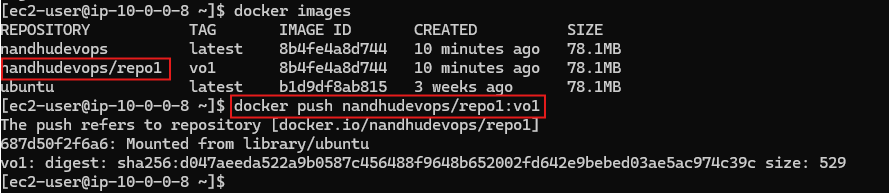 [ec2-user@ip-10-0-0-8 ~]$ docker images
REPOSITORY TAG IMAGE ID CREATED SIZE
nandhudevops latest 8b4fe4a8d744 10 minutes ago 78.1MB
nandhudevops/repo1 vo1 8b4fe4a8d744 10 minutes ago 78.1MB
ubuntu latest b1d9df8ab815 3 weeks ago 78.1MB
[ec2-user@ip-10-0-0-8 ~]$ docker push nandhudevops/repo1:vo1
The push refers to repository [docker.io/nandhudevops/repo1]
687d50f2f6a6: Mounted from library/ubuntu
vo1: digest: sha256:d047aeeda522a9b0587c456488f9648b652002fd642e9bebed03ae5ac974c39c size: 529
[ec2-user@ip-10-0-0-8 ~]$